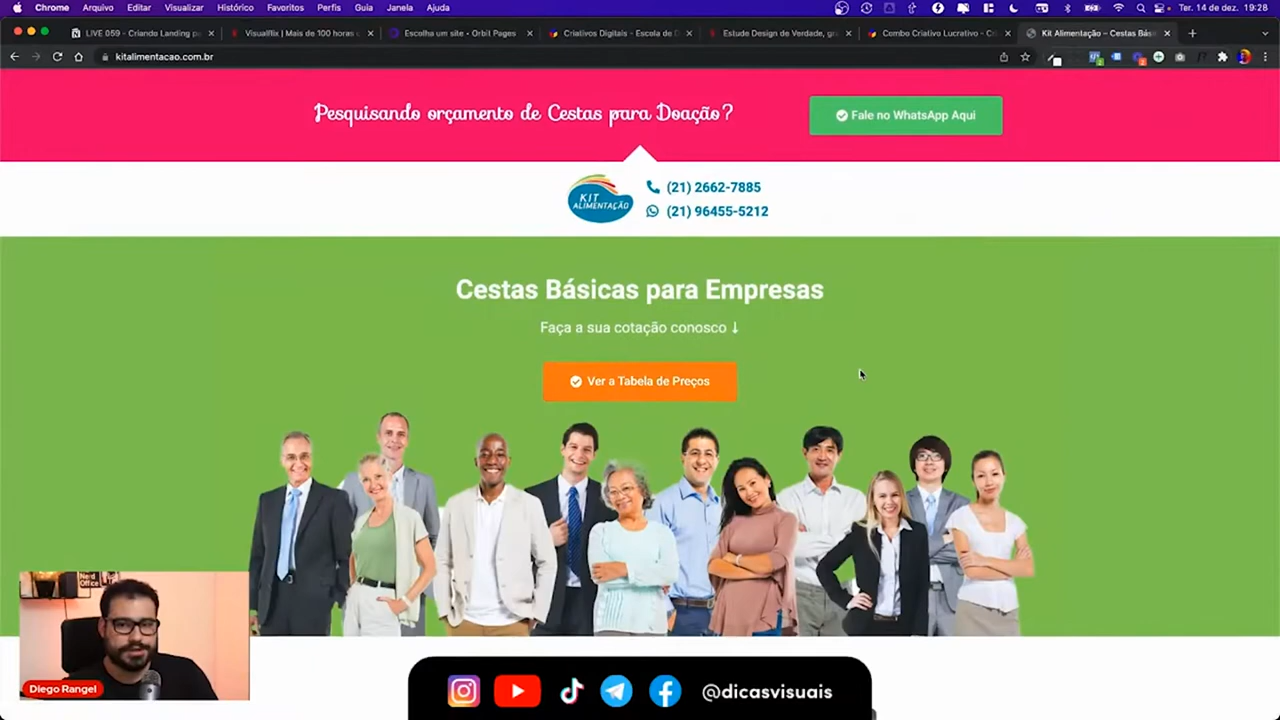 Chrome Arquivo Editar Visualizar Histórico Favoritos Perfis Guia Janela Ajuda
Ter. 14 de dez. 19:28
LIVE 059 - Criando Landing pe
Visualflix | Mais de 100 horas
Escolha um site • Orbit Pages
Criativos Digitais - Escola de D
Estude Design de Verdade, gra
Combo Criativo Lucrativo - C
Kit Alimentação – Cestas Bás
kitalimentacao.com.br
Pesquisando orçamento de Cestas para Doação?
Fale no WhatsApp Aqui
KIT
ALIMENTAÇÃO
(21) 2662-7885
(21) 96455-5212
Cestas Básicas para Empresas
Faça a sua cotação conosco ↓
Ver a Tabela de Preços
Nerd
Office
Diego Rangel
@dicasvisuais